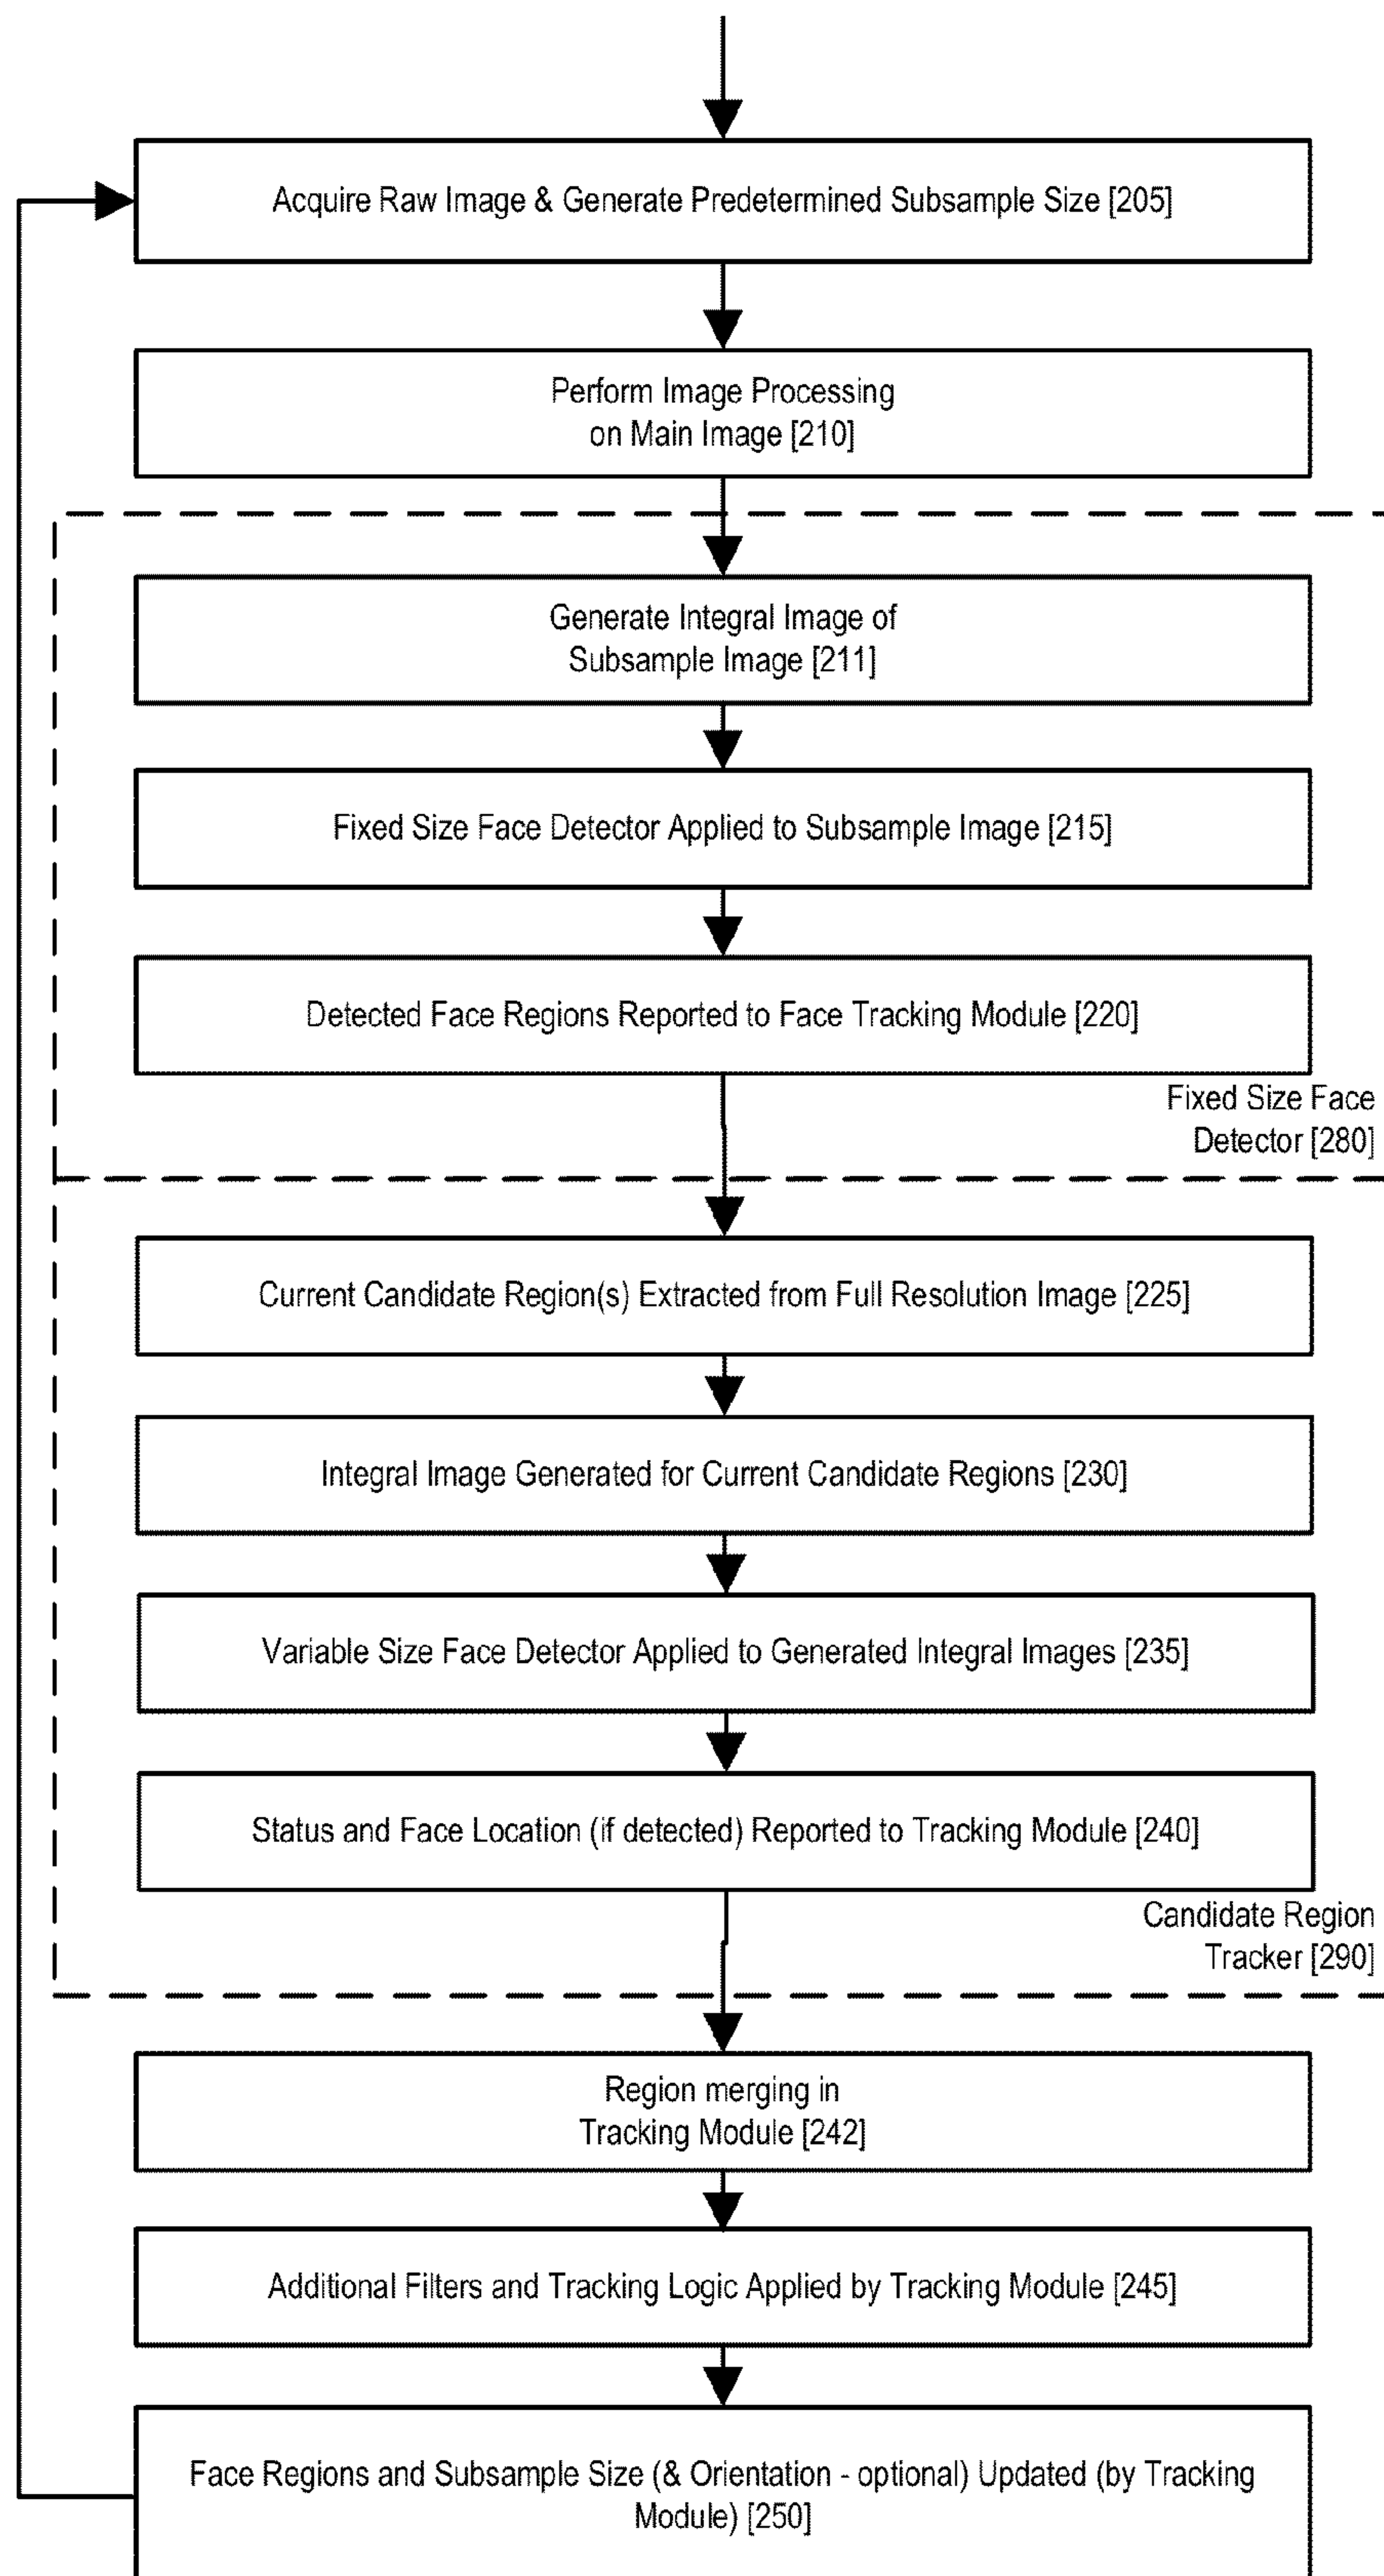 Acquire Raw Image & Generate Predetermined Subsample Size [205]
Perform Image Processing
on Main Image [210]
Generate Integral Image of
Subsample Image [211]
Fixed Size Face Detector Applied to Subsample Image [215]
Detected Face Regions Reported to Face Tracking Module [220]
Fixed Size Face
Detector [280]
Current Candidate Region(s) Extracted from Full Resolution Image [225]
Integral Image Generated for Current Candidate Regions [230]
Variable Size Face Detector Applied to Generated Integral Images [235]
Status and Face Location (if detected) Reported to Tracking Module [240]
Candidate Region
Tracker [290]
Region merging in
Tracking Module [242]
Additional Filters and Tracking Logic Applied by Tracking Module [245]
Face Regions and Subsample Size (& Orientation - optional) Updated (by Tracking
Module) [250]